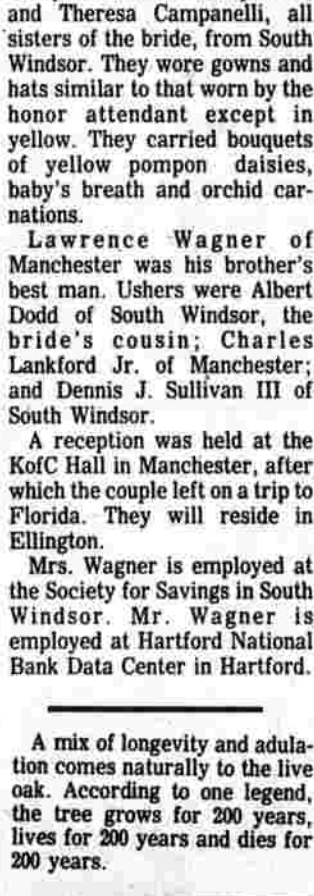 and Theresa Campanelli, all
sisters of the bride, from South
Windsor. They wore gowns and
hats similar to that worn by the
honor attendant except in
yellow. They carried bouquets
of yellow pompon daisies,
baby's breath and orchid car-
nations.
Lawrence Wagner of
Manchester was his brother's
best man. Ushers were Albert
Dodd of South Windsor, the
bride's cousin; Charles
Lankford Jr. of Manchester;
and Dennis J. Sullivan III of
South Windsor.
A reception was held at the
KofC Hall in Manchester, after
which the couple left on a trip to
Florida. They will reside in
Ellington.
Mrs. Wagner is employed at
the Society for Savings in South
Windsor. Mr. Wagner is
employed at Hartford National
Bank Data Center in Hartford.
A mix of longevity and adula-
tion comes naturally to the live
oak. According to one legend,
the tree grows for 200 years,
lives for 200 years and dies for
200 years.